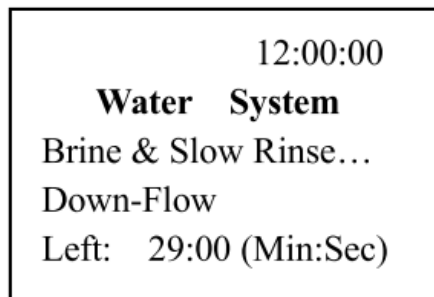 12:00:00
Water System
Brine & Slow Rinse…
Down-Flow
Left: 29:00 (Min:Sec)